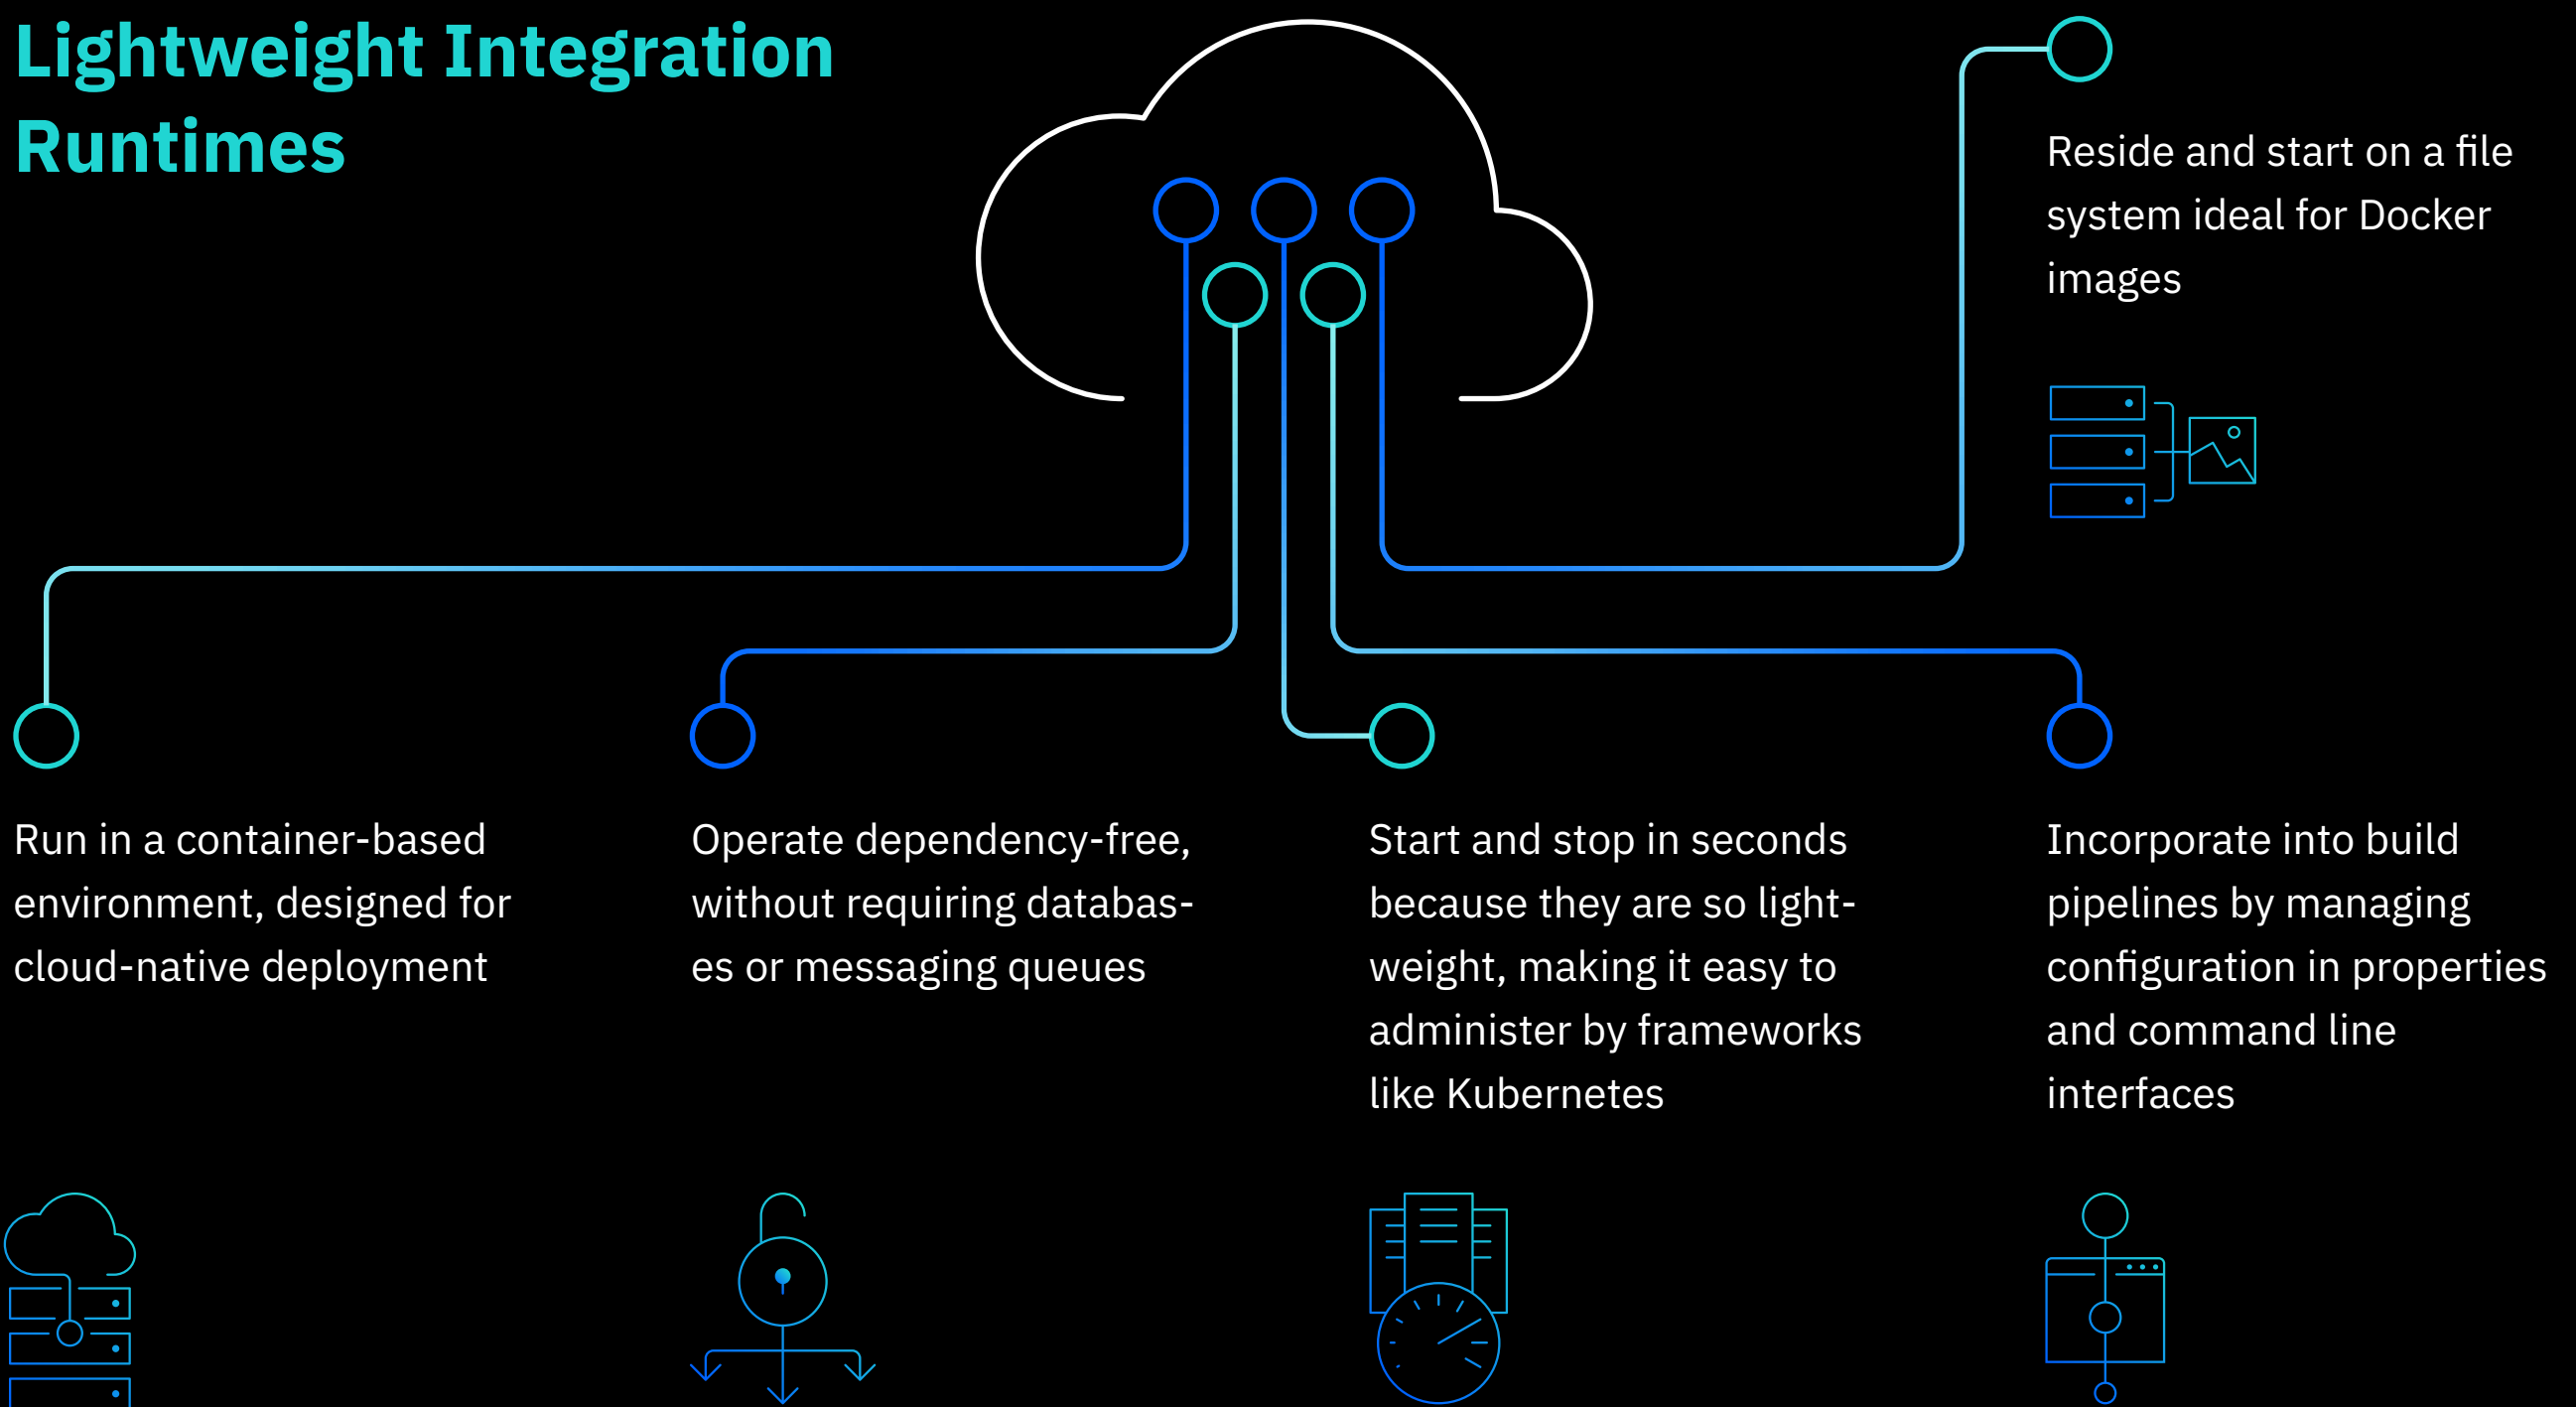 Lightweight Integration
Runtimes
Reside and start on a file
system ideal for Docker
images
Run in a container-based
environment, designed for
cloud-native deployment
Operate dependency-free,
without requiring databas-
es or messaging queues
Start and stop in seconds
because they are so light-
weight, making it easy to
administer by frameworks
like Kubernetes
Incorporate into build
pipelines by managing
configuration in properties
and command line
interfaces